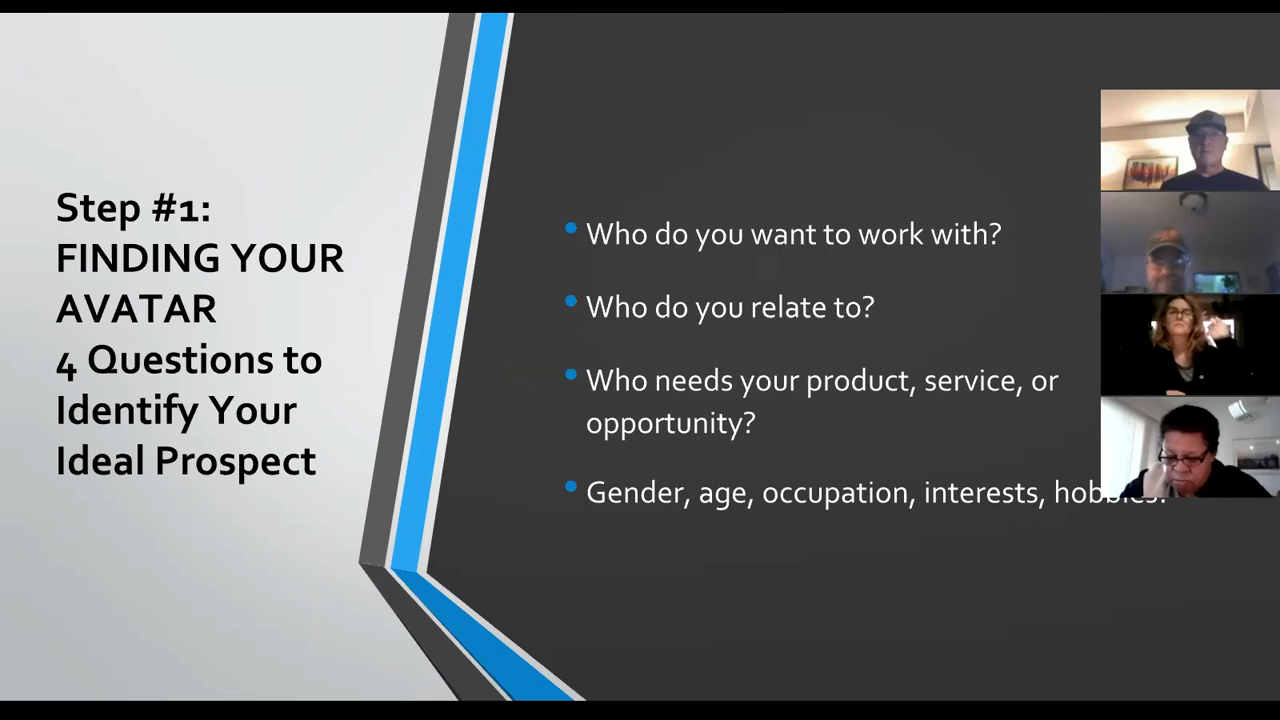 Step #1:
FINDING YOUR
AVATAR
4 Questions to
Identify Your
Ideal Prospect
Who do you want to work with?
Who do you relate to?
Who needs your product, service, or
opportunity?
Gender, age, occupation, interests,